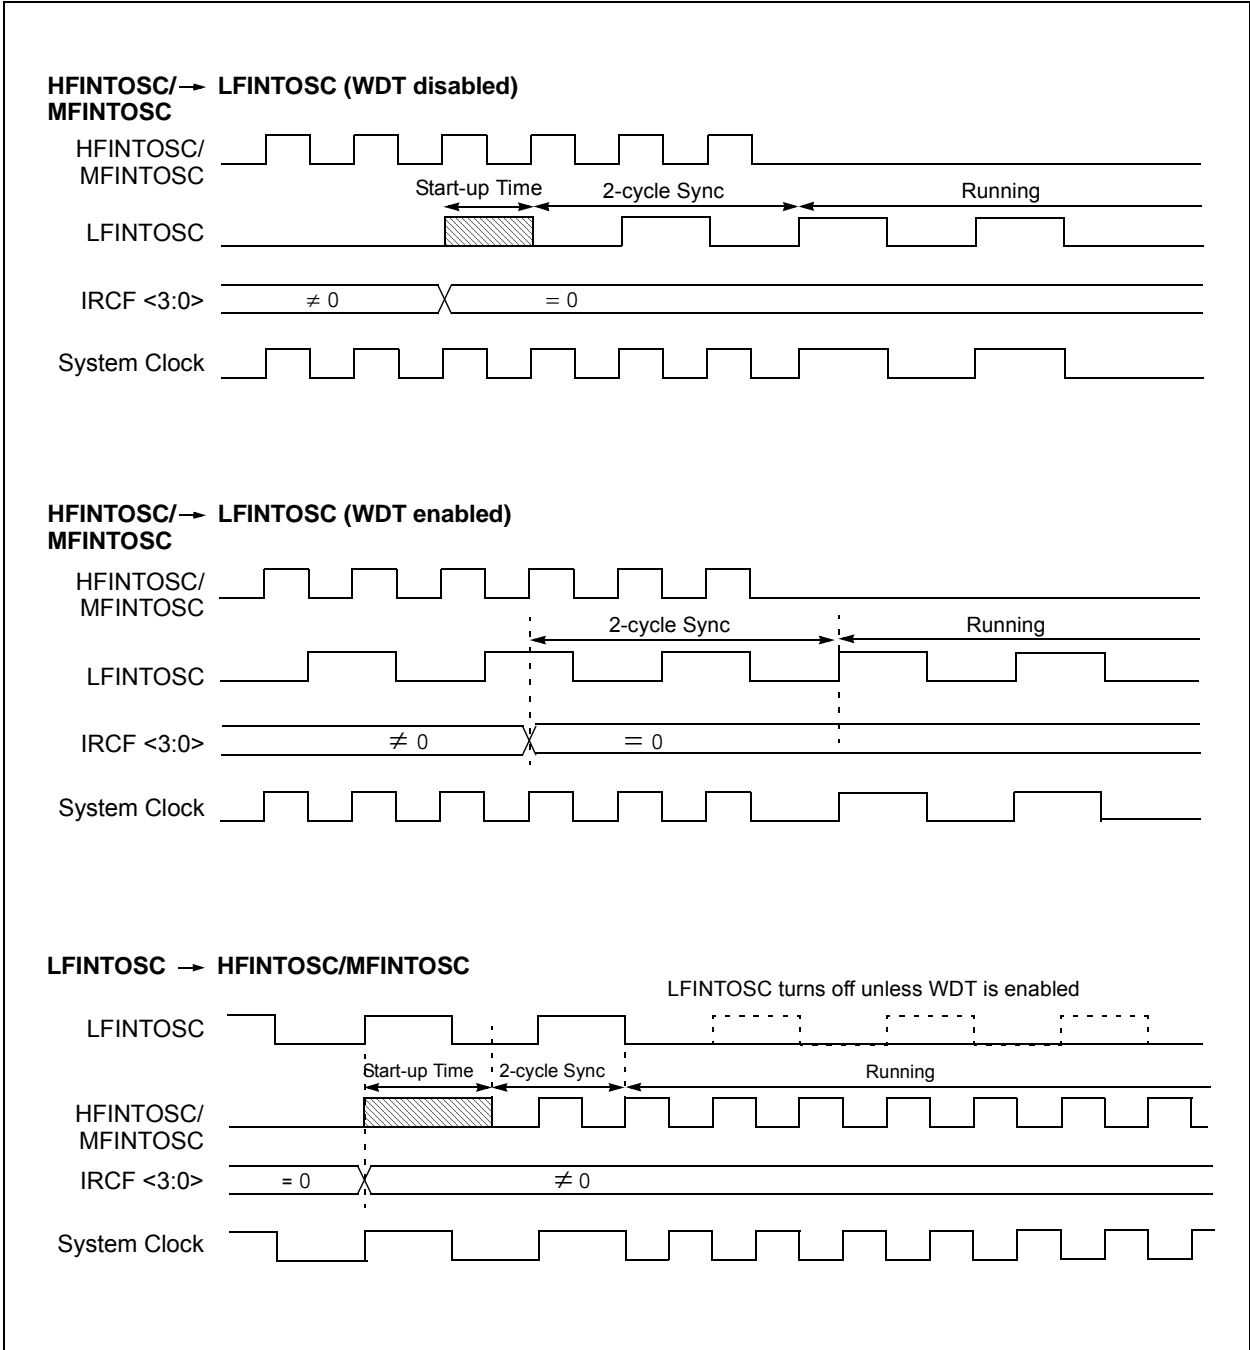 HFINTOSC/→ LFINTOSC (WDT disabled)
MFINTOSC
HFINTOSC/
MFINTOSC
Start-up Time
2-cycle Sync
Running
LFINTOSC
IRCF <3:0>
≠ 0
= 0
System Clock
HFINTOSC/→ LFINTOSC (WDT enabled)
MFINTOSC
HFINTOSC/
MFINTOSC
2-cycle Sync
Running
LFINTOSC
IRCF <3:0>
≠ 0
= 0
System Clock
LFINTOSC → HFINTOSC/MFINTOSC
LFINTOSC turns off unless WDT is enabled
LFINTOSC
Start-up Time
2-cycle Sync
Running
HFINTOSC/
MFINTOSC
IRCF <3:0>
= 0
≠ 0
System Clock